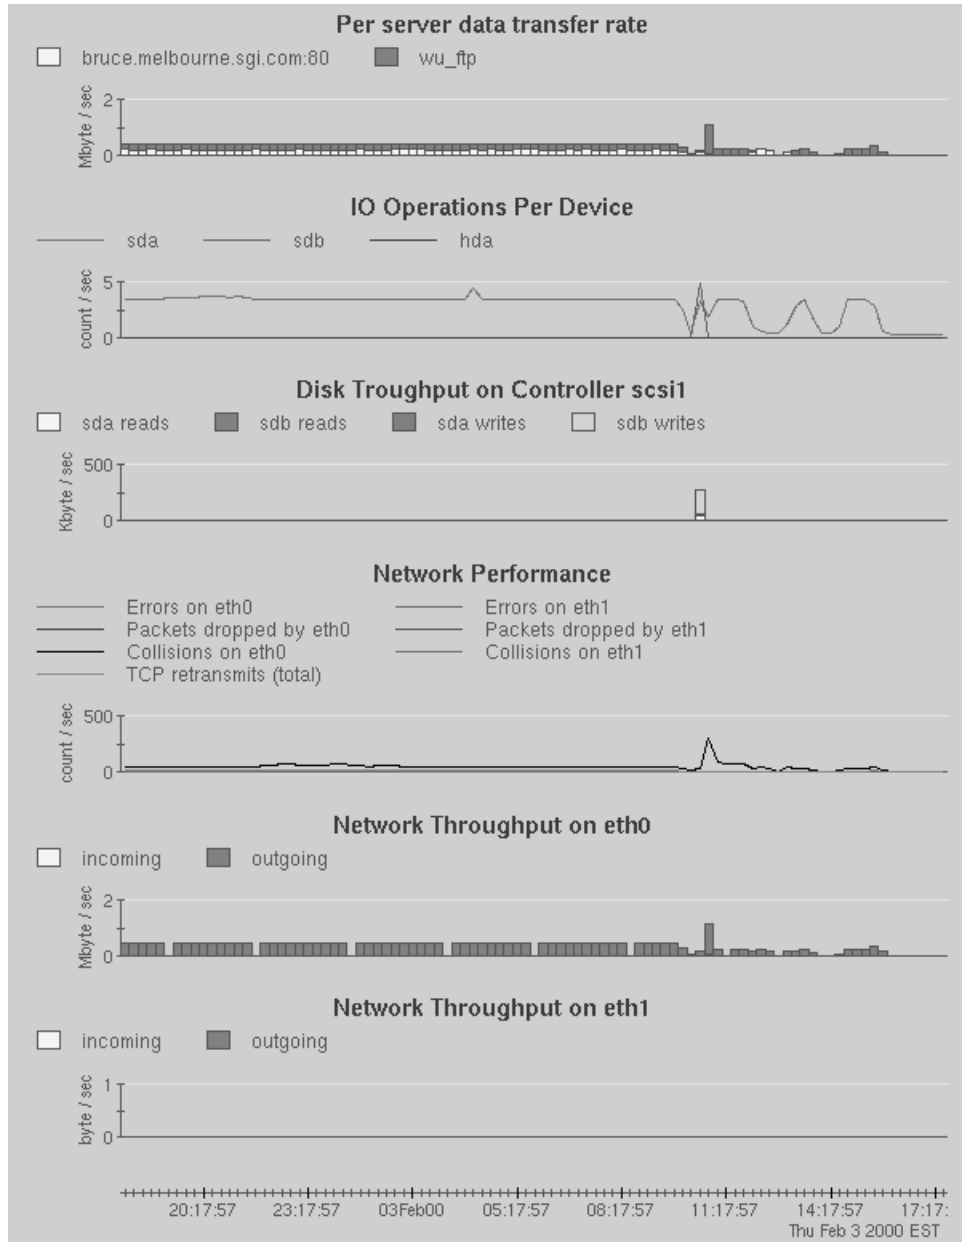 Per server data transfer rate
bruce.melbourne.sgi.com:80 wu_ftp
Mbyte / sec
2
0
IO Operations Per Device
sda sdb hda
count / sec
5
0
Disk Troughput on Controller scsi1
sda reads sdb reads sda writes sdb writes
Kbyte / sec
500
0
Network Performance
Errors on eth0 Errors on eth1
Packets dropped by eth0 Packets dropped by eth1
Collisions on eth0 Collisions on eth1
TCP retransmits (total)
count / sec
500
0
Network Throughput on eth0
incoming outgoing
Mbyte / sec
2
0
Network Throughput on eth1
incoming outgoing
byte / sec
1
0
20:17:57 23:17:57 03Feb00 05:17:57 08:17:57 11:17:57 14:17:57 17:17:
Thu Feb 3 2000 EST